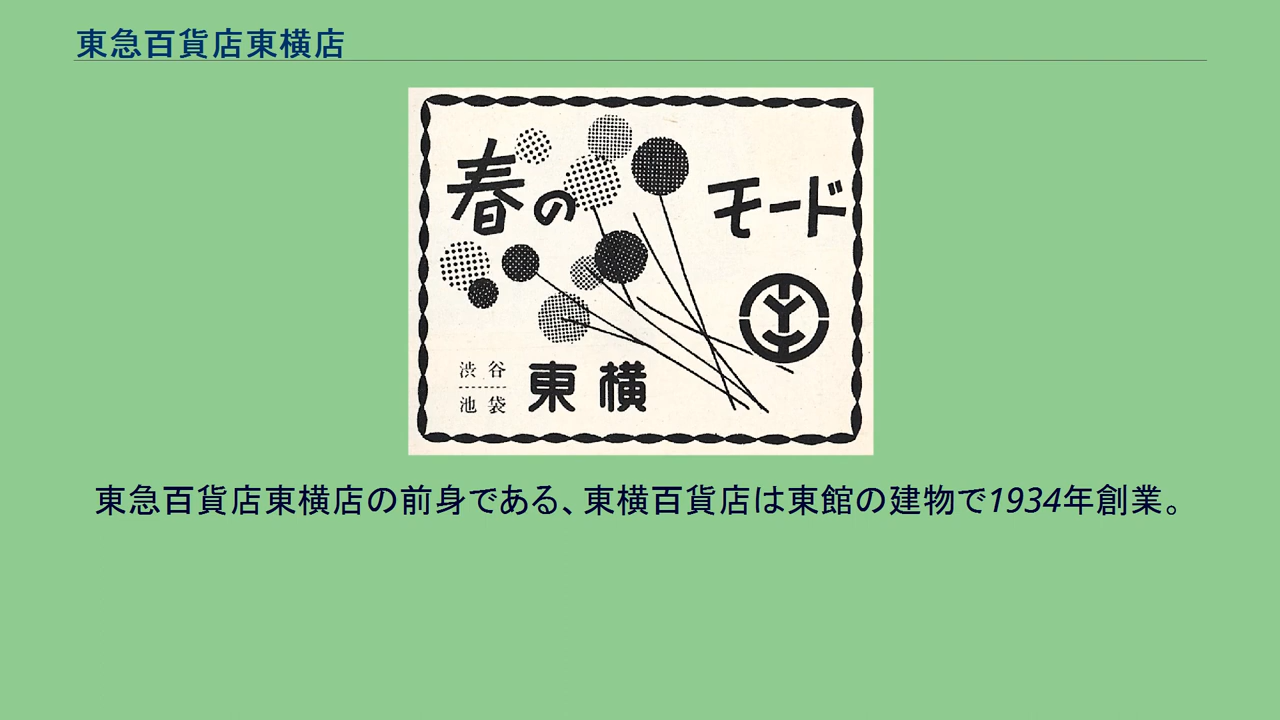 東急百貨店東横店
春の モード
渋谷
池袋
東横
東急百貨店東横店の前身である、東横百貨店は東館の建物で1934年創業。